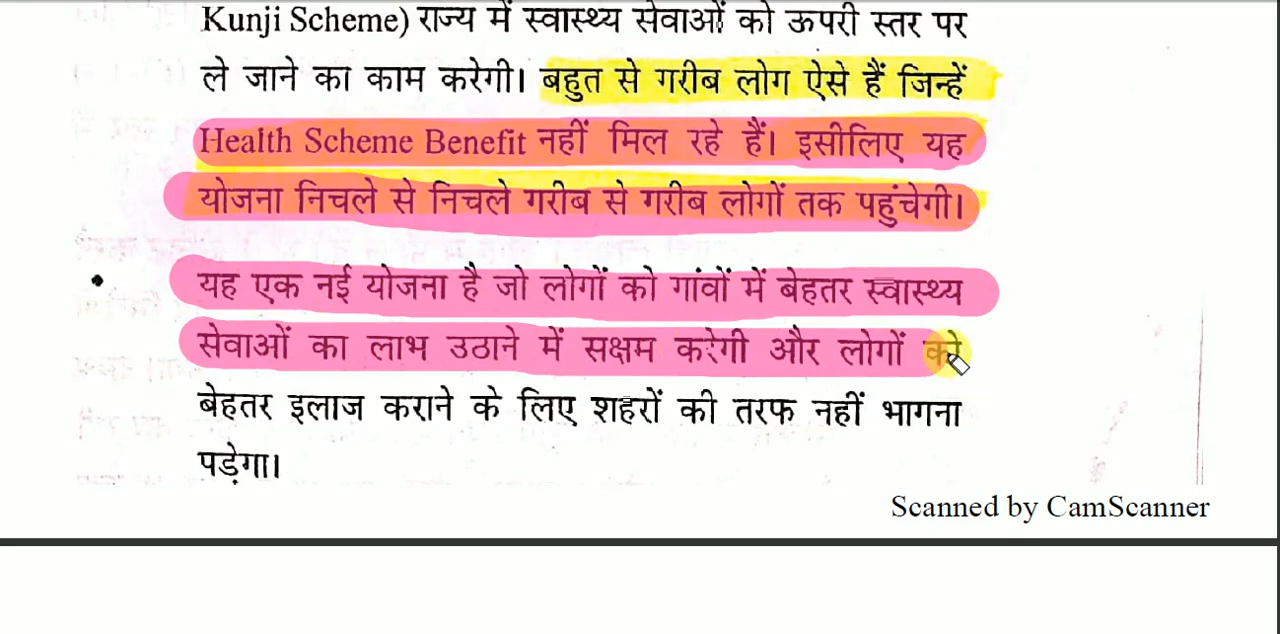 Kunji Scheme) राज्य में स्वास्थ्य सेवाओं को ऊपरी स्तर पर
ले जाने का काम करेगी। बहुत से गरीब लोग ऐसे हैं जिन्हें
Health Scheme Benefit नहीं मिल रहे हैं। इसीलिए यह
योजना निचले से निचले गरीब से गरीब लोगों तक पहुंचेगी।
• यह एक नई योजना है जो लोगों को गांवों में बेहतर स्वास्थ्य
सेवाओं का लाभ उठाने में सक्षम करेगी और लोगों को
बेहतर इलाज कराने के लिए शहरों की तरफ नहीं भागना
पड़ेगा।
Scanned by CamScanner